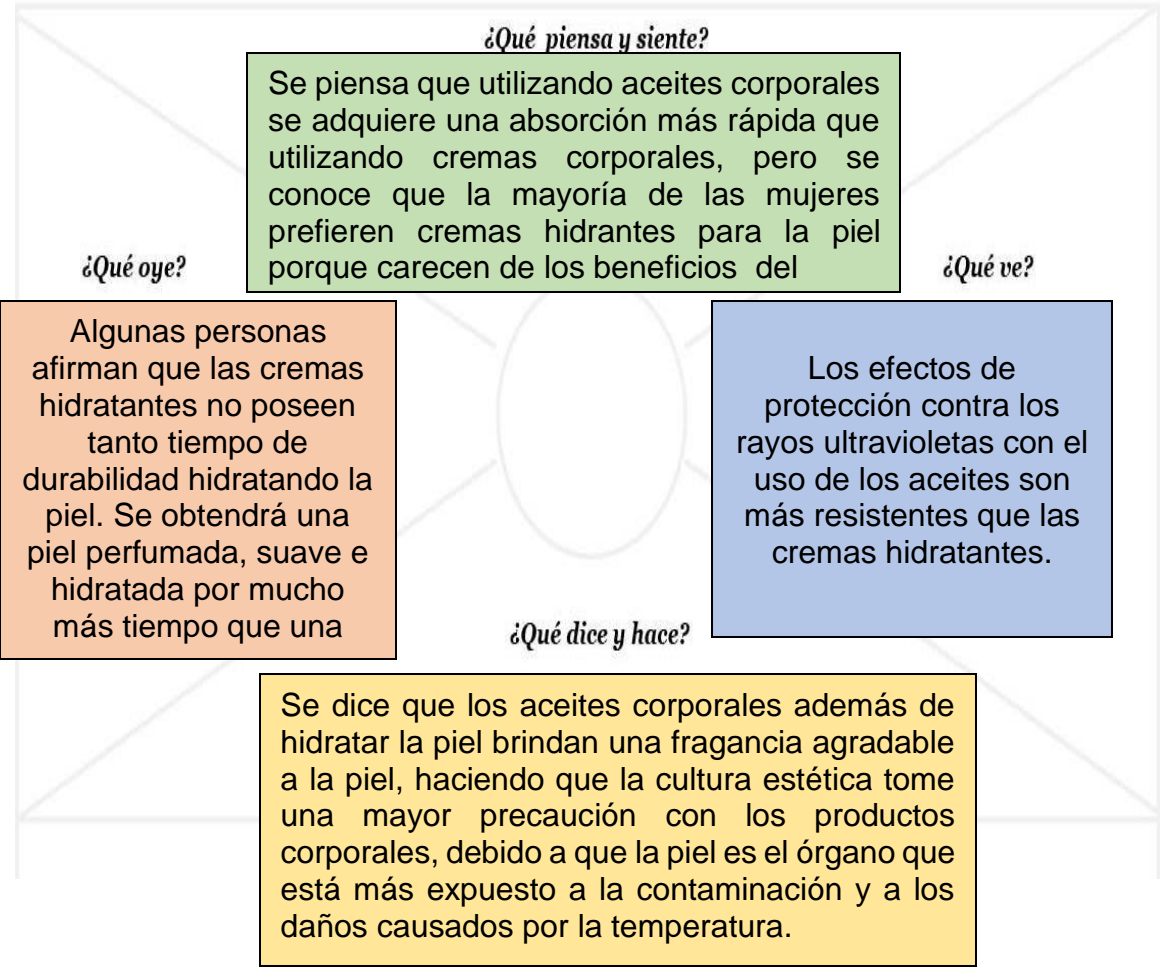 ¿Qué piensa y siente?
Se piensa que utilizando aceites corporales
se adquiere una absorción más rápida que
utilizando cremas corporales, pero se
conoce que la mayoría de las mujeres
prefieren cremas hidrantes para la piel
porque carecen de los beneficios del
¿Qué oye?
Algunas personas
afirman que las cremas
hidratantes no poseen
tanto tiempo de
durabilidad hidratando la
piel. Se obtendrá una
piel perfumada, suave e
hidratada por mucho
más tiempo que una
¿Qué ve?
Los efectos de
protección contra los
rayos ultravioletas con el
uso de los aceites son
más resistentes que las
cremas hidratantes.
¿Qué dice y hace?
Se dice que los aceites corporales además de
hidratar la piel brindan una fragancia agradable
a la piel, haciendo que la cultura estética tome
una mayor precaución con los productos
corporales, debido a que la piel es el órgano que
está más expuesto a la contaminación y a los
daños causados por la temperatura.